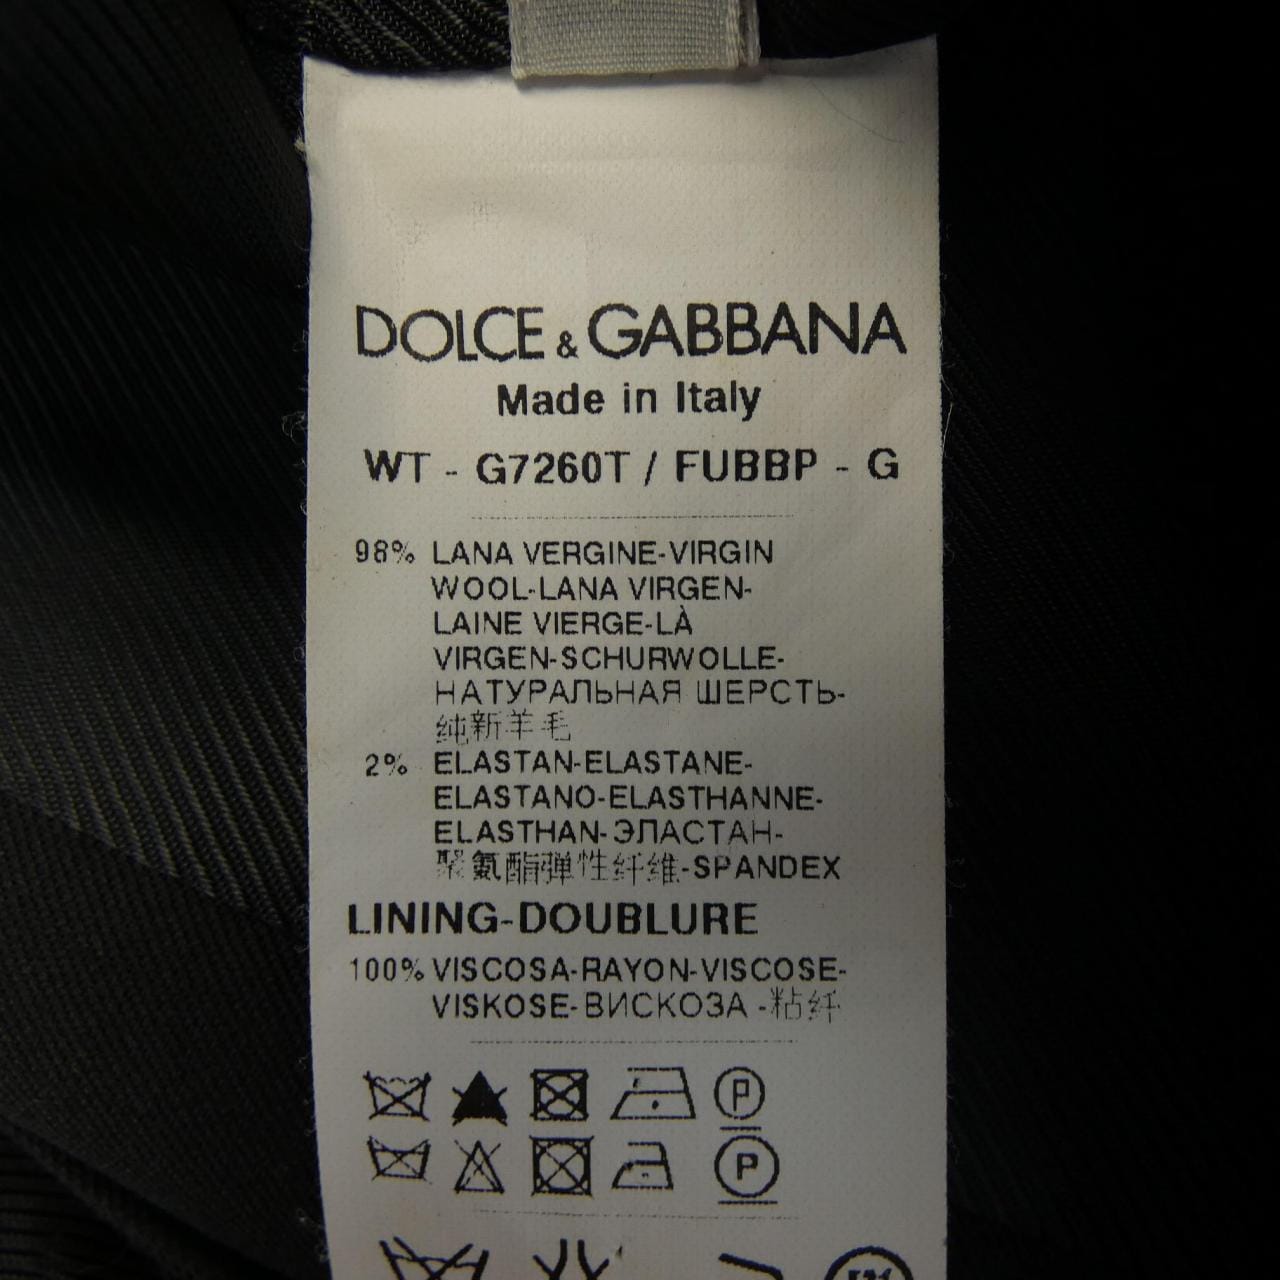 DOLCE & GABBANA
Made in Italy
WT - G7260T / FUBBP - G
98% LANA VERGINE-VIRGIN
WOOL-LANA VIRGEN-
LAINE VIERGE-LÀ
VIRGEN-SCHURWOLLE-
НАТУРАЛЬНАЯ ШЕРСТЬ-
纯新羊毛
2% ELASTAN-ELASTANE-
ELASTANO-ELASTHANNE-
ELASTHAN-ЭЛАСТАН-
聚氨酯弹性纤维-SPANDEX
LINING-DOUBLURE
100% VISCOSA-RAYON-VISCOSE-
VISKOSE-ВИСКОЗА -粘纤
P
P